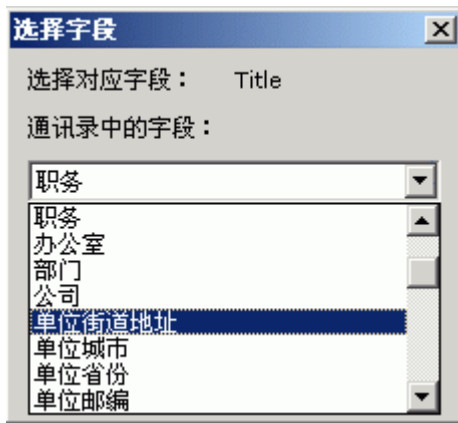 选择字段
选择对应字段： Title
通讯录中的字段：
职务
职务
办公室
部门
公司
单位街道地址
单位城市
单位省份
单位邮编